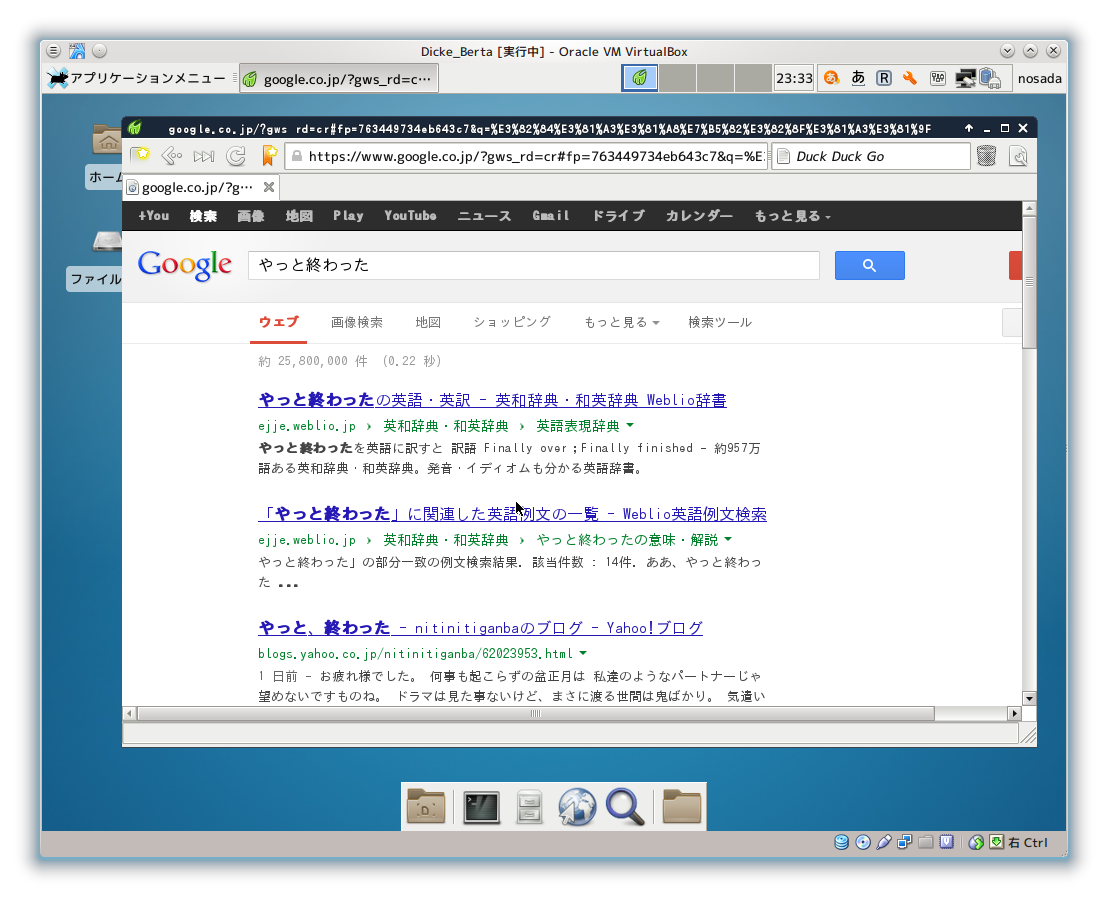 Dicke_Berta [実行中] - Oracle VM VirtualBox
アプリケーションメニュー
google.co.jp/?gws_rd=c…
23:33
あ
R
nosada
google.co.jp/?gws_rd=cr#fp=763449734eb643c7&q=%E3%82%84%E3%81%A3%E3%81%A8%E7%B5%82%E3%82%8F%E3%81%A3%E3%81%9F
https://www.google.co.jp/?gws_rd=cr#fp=763449734eb643c7&q=%E
Duck Duck Go
ホーム
google.co.jp/?g…
+You 検索 画像 地図 Play YouTube ニュース Gmail ドライブ カレンダー もっと見る
ファイル
Google
やっと終わった
ウェブ 画像検索 地図 ショッピング もっと見る 検索ツール
約 25,800,000 件 (0.22 秒)
やっと終わったの英語・英訳 - 英和辞典・和英辞典 Weblio辞書
ejje.weblio.jp › 英和辞典・和英辞典 › 英語表現辞典
やっと終わったを英語に訳すと 訳語 Finally over；Finally finished - 約957万
語ある英和辞典・和英辞典。発音・イディオムも分かる英語辞書。
「やっと終わった」に関連した英語例文の一覧 - Weblio英語例文検索
ejje.weblio.jp › 英和辞典・和英辞典 › やっと終わったの意味・解説
やっと終わった」の部分一致の例文検索結果. 該当件数 : 14件. ああ、やっと終わっ
た ...
やっと、終わった - nitinitiganbaのブログ - Yahoo!ブログ
blogs.yahoo.co.jp/nitinitiganba/62023953.html
1 日前 - お疲れ様でした。 何事も起こらずの盆正月は 私達のようなパートナーじゃ
望めないですものね。 ドラマは見た事ないけど、まさに渡る世間は鬼ばかり。 気遣い
右 Ctrl